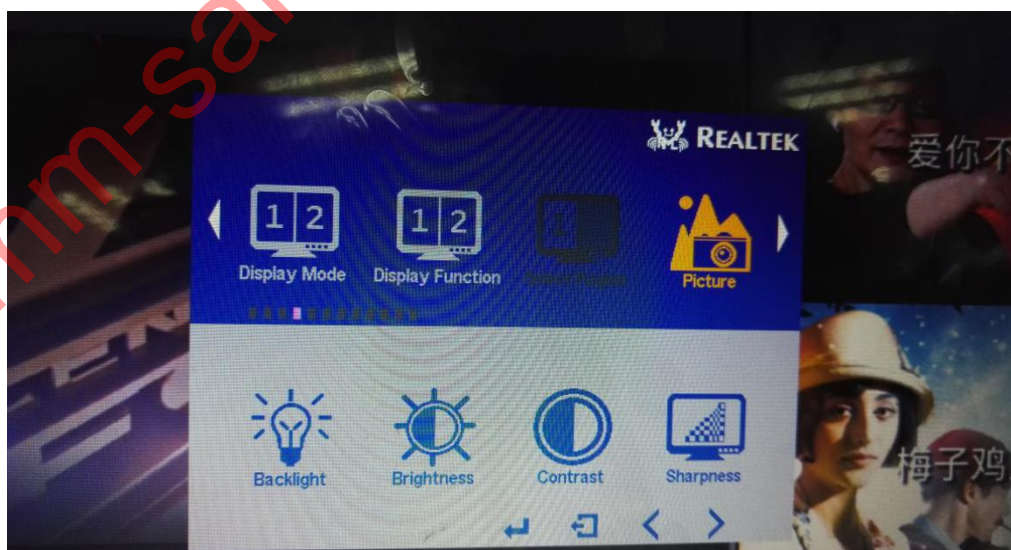 REALTEK
爱你不
1 2
1 2
Display Mode
Display Function
Picture
Backlight
Brightness
Contrast
Sharpness
梅子鸡